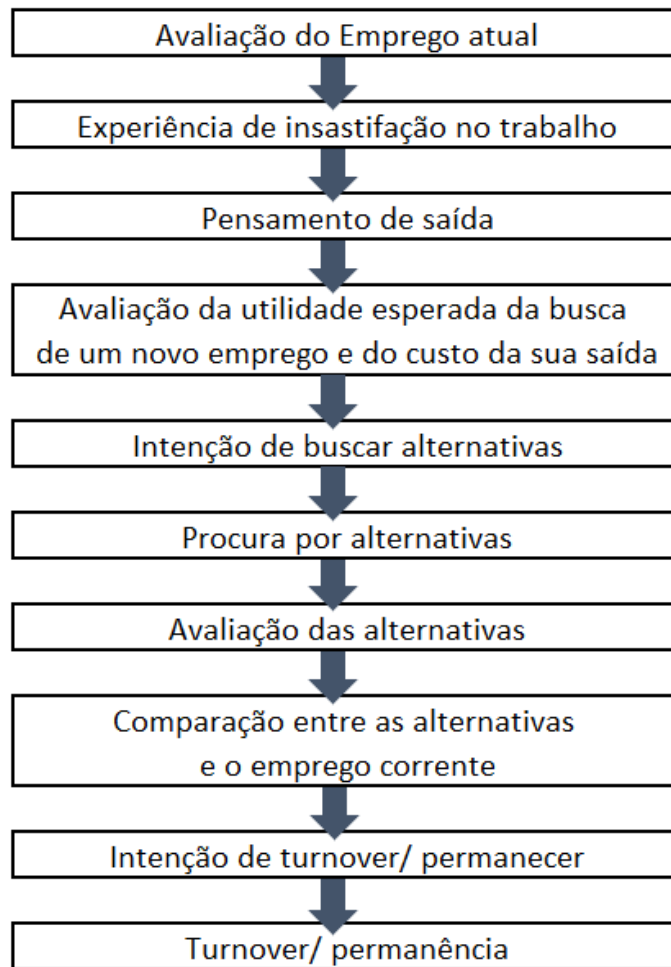 Avaliação do Emprego atual
Experiência de insastifação no trabalho
Pensamento de saída
Avaliação da utilidade esperada da busca
de um novo emprego e do custo da sua saída
Intenção de buscar alternativas
Procura por alternativas
Avaliação das alternativas
Comparação entre as alternativas
e o emprego corrente
Intenção de turnover/ permanecer
Turnover/ permanência